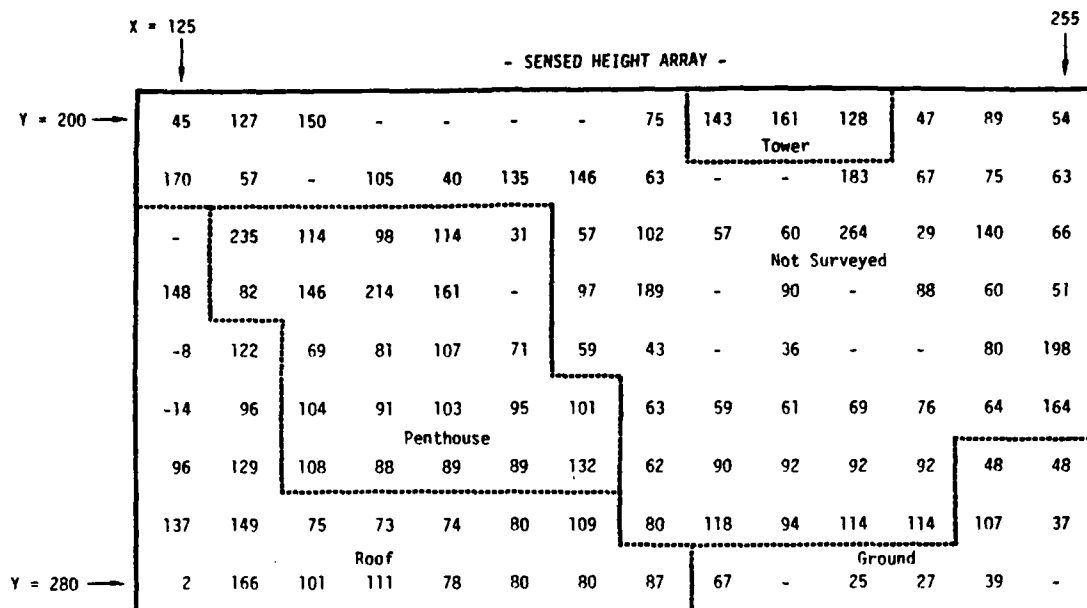 X = 125
255
- SENSED HEIGHT ARRAY -
Y = 200 45 127 150 - - - - 75 143 161 128 47 89 54
Tower
170 57 - 105 40 135 146 63 - - 183 67 75 63
- 235 114 98 114 31 57 102 57 60 264 29 140 66
Not Surveyed
148 82 146 214 161 - 97 189 - 90 - 88 60 51
-8 122 69 81 107 71 59 43 - 36 - - 80 198
-14 96 104 91 103 95 101 63 59 61 69 76 64 164
Penthouse
96 129 108 88 89 89 132 62 90 92 92 92 48 48
137 149 75 73 74 80 109 80 118 94 114 114 107 37
Roof Ground
Y = 280 2 166 101 111 78 80 80 87 67 - 25 27 39 -